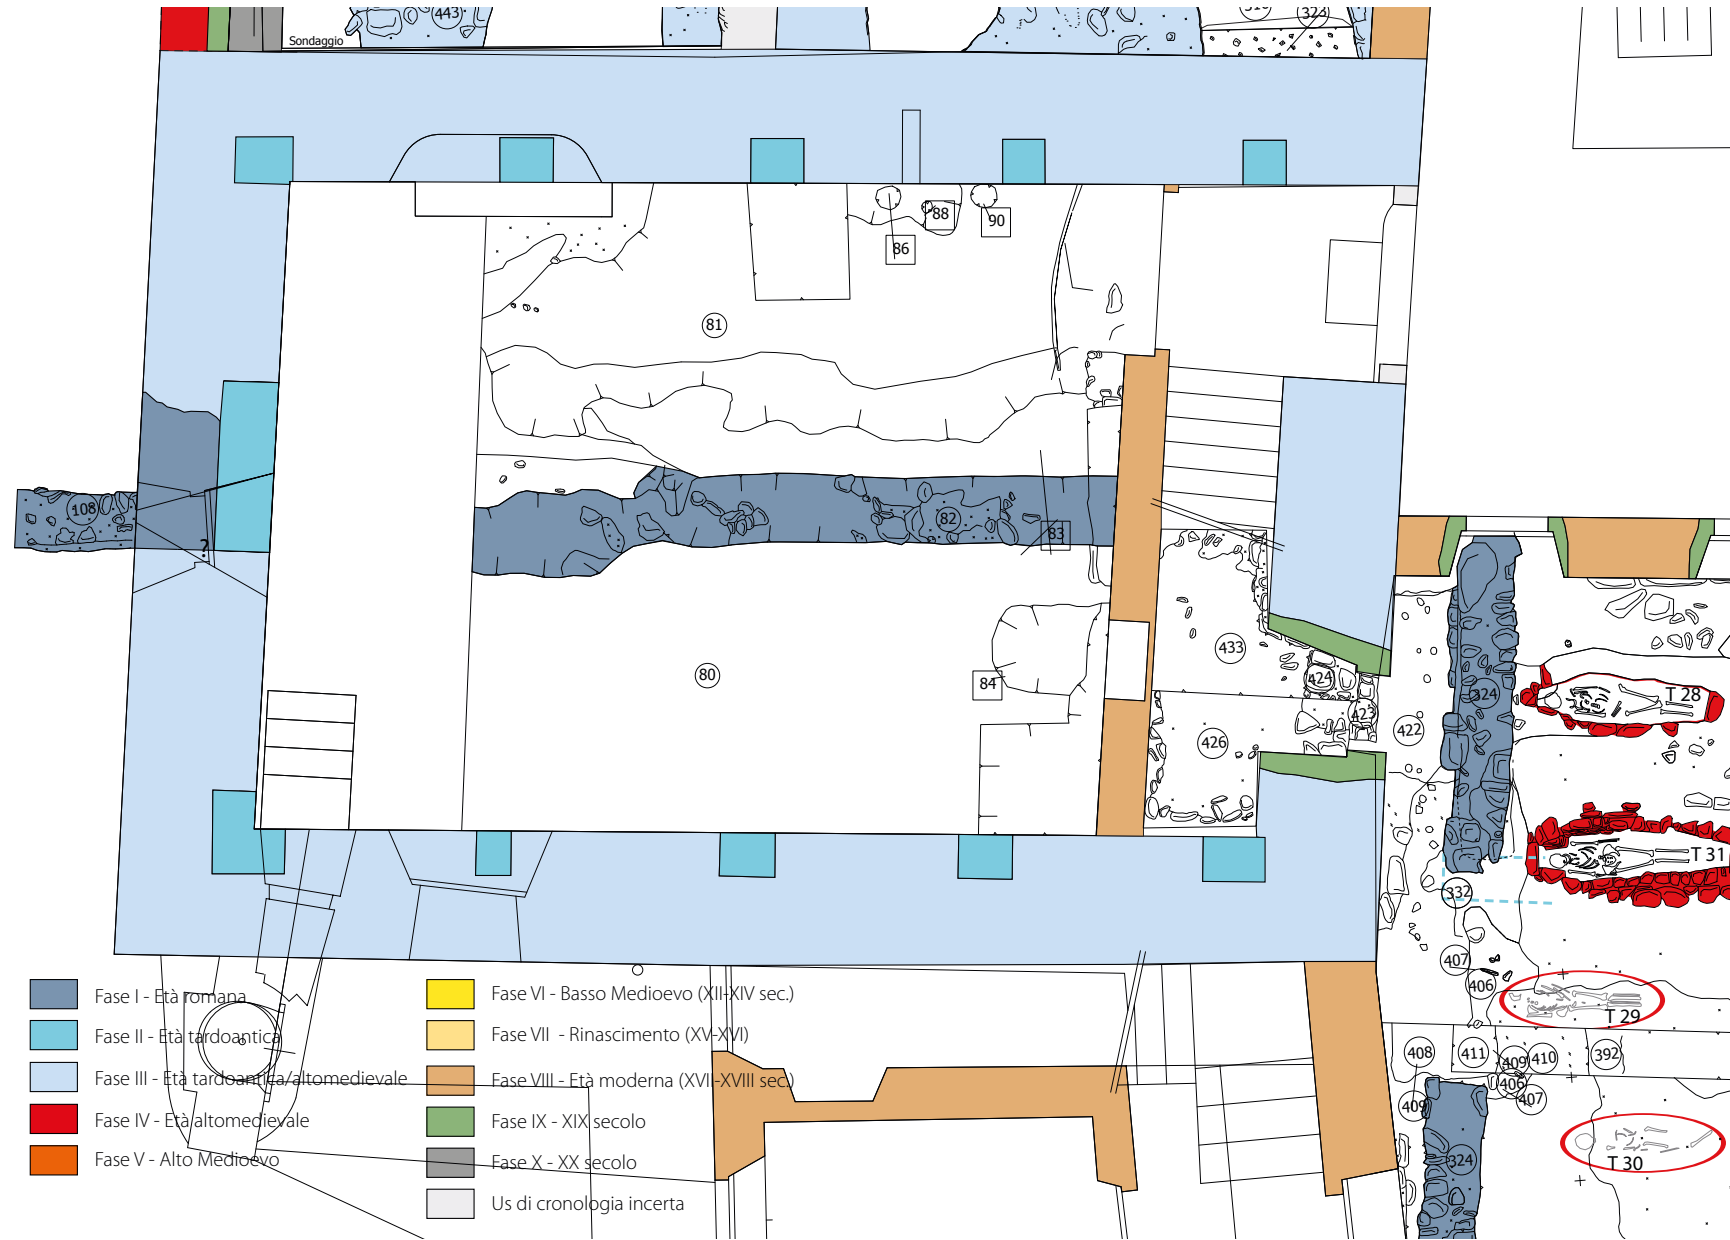 443
323
Sondaggio
88
90
86
81
108
82
83
?
433
80
424
84
324
T 28
423
422
426
T 31
332
407
406
T 29
408
411
409
410
392
406
407
409
324
T 30
Fase I - Età romana
Fase II - Età tardoantica
Fase III - Età tardoantica/altomedievale
Fase IV - Età altomedievale
Fase V - Alto Medioevo
Fase VI - Basso Medioevo (XII-XIV sec.)
Fase VII - Rinascimento (XV-XVI)
Fase VIII - Età moderna (XVII-XVIII sec.)
Fase IX - XIX secolo
Fase X - XX secolo
Us di cronologia incerta